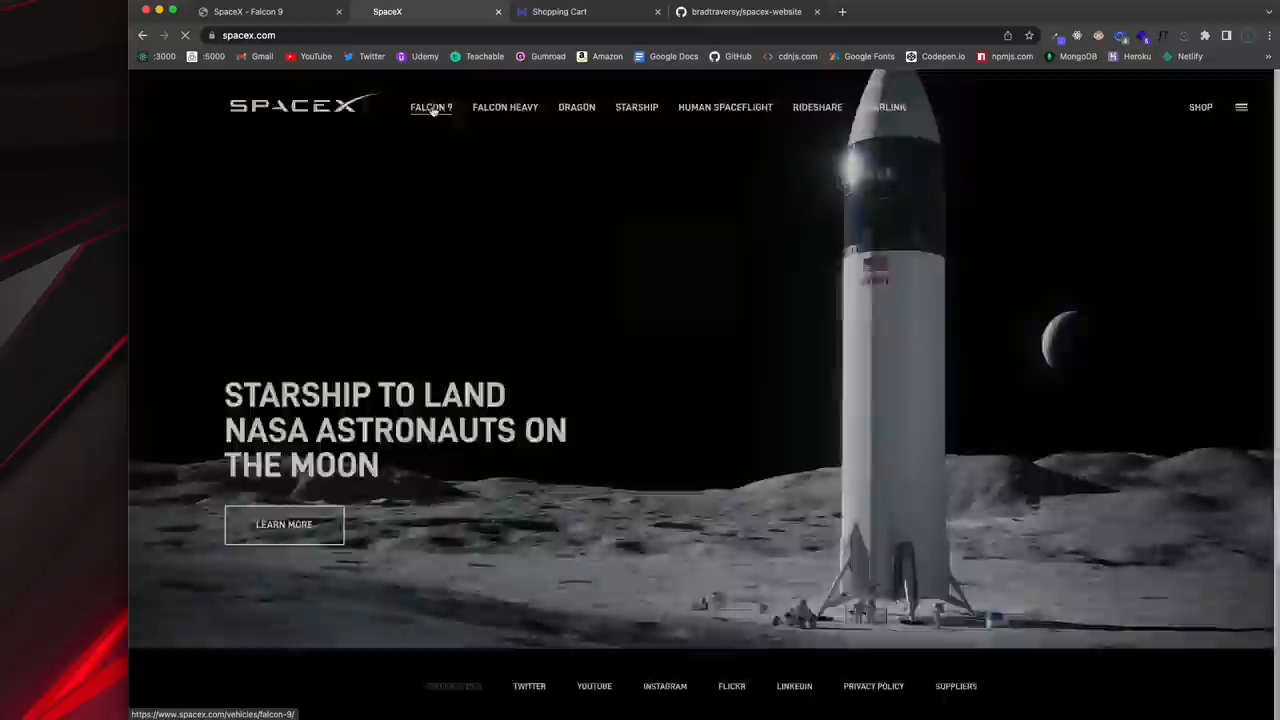 SpaceX - Falcon 9
SpaceX
Shopping Cart
bradtraversy/spacex-website
spacex.com
:3000
:5000
Gmail
YouTube
Twitter
Udemy
Teachable
Gumroad
Amazon
Google Docs
GitHub
cdnjs.com
Google Fonts
Codepen.io
npmjs.com
MongoDB
Heroku
Netlify
SPACEX
FALCON 9
FALCON HEAVY
DRAGON
STARSHIP
HUMAN SPACEFLIGHT
RIDESHARE
SHOP
STARSHIP TO LAND
NASA ASTRONAUTS ON
THE MOON
LEARN MORE
TWITTER
YOUTUBE
INSTAGRAM
FLICKR
LINKEDIN
PRIVACY POLICY
SUPPLIERS
https://www.spacex.com/vehicles/falcon-9/